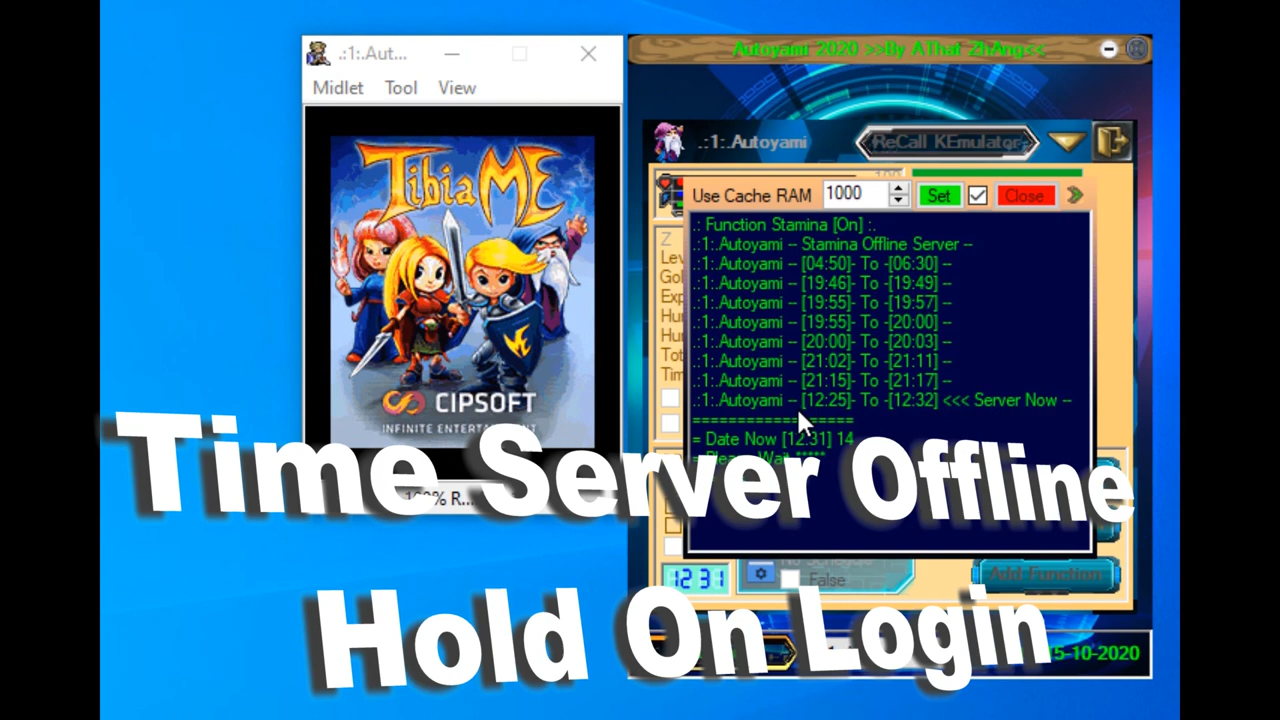 .:1:.Aut...
Midlet Tool View
TibiaME
CIPSOFT
Autoyami 2020 >>By AThaf ZhAng<<
.:1:.Autoyami
ReCall KEmulator
Use Cache RAM 1000 Set Close
.: Function Stamina [On] :.
.:1:.Autoyami -- Stamina Offline Server --
.:1:.Autoyami -- [04:50]- To -[06:30] --
.:1:.Autoyami -- [19:46]- To -[19:49] --
.:1:.Autoyami -- [19:55]- To -[19:57] --
.:1:.Autoyami -- [19:55]- To -[20:00] --
.:1:.Autoyami -- [20:00]- To -[20:03] --
.:1:.Autoyami -- [21:02]- To -[21:11] --
.:1:.Autoyami -- [21:15]- To -[21:17] --
.:1:.Autoyami -- [12:25]- To -[12:32] <<< Server Now --
==================
= Date Now [12:31] 14
Time Server Offline
12 31
False
Add Function
Hold On Login
5-10-2020